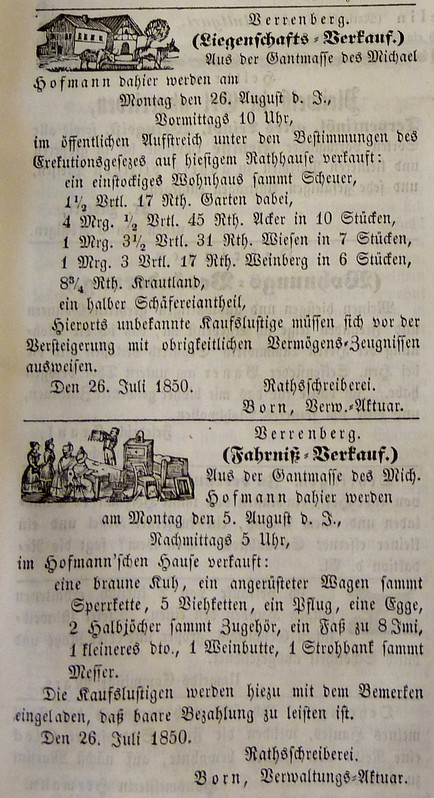 Verrenberg.
(Liegenschafts-Verkauf.)
Aus der Gantmasse des Michael
Hofmann dahier werden am
Montag den 26. August d. J.,
Vormittags 10 Uhr,
im öffentlichen Aufstreich unter den Bestimmungen des
Exekutionsgesezes auf hiesigem Rathhause verkauft:
ein einstockiges Wohnhaus sammt Scheuer,
1½ Vrtl. 17 Rth. Garten dabei,
4 Mrg. ½ Vrtl. 45 Rth. Acker in 10 Stücken,
1 Mrg. 3½ Vrtl. 31 Rth. Wiesen in 7 Stücken,
1 Mrg. 3 Vrtl. 17 Rth. Weinberg in 6 Stücken,
8¾ Rth. Krautland,
ein halber Schäfereiantheil,
Hierorts unbekannte Kaufslustige müssen sich vor der
Versteigerung mit obrigkeitlichen Vermögens-Zeugnissen
ausweisen.
Den 26. Juli 1850. Rathsschreiberei.
Born, Verw.-Aktuar.
Verrenberg.
(Fahrniß-Verkauf.)
Aus der Gantmasse des Mich.
Hofmann dahier werden
am Montag den 5. August d. J.,
Nachmittags 5 Uhr,
im Hofmann'schen Hause verkauft:
eine braune Kuh, ein angerüsteter Wagen sammt
Sperrkette, 5 Viehketten, ein Pflug, eine Egge,
2 Halbjöcher sammt Zugehör, ein Faß zu 8 Imi,
1 kleineres dto., 1 Weinbutte, 1 Strohbank sammt
Messer.
Die Kaufslustigen werden hiezu mit dem Bemerken
eingeladen, daß baare Bezahlung zu leisten ist.
Den 26. Juli 1850.
Rathsschreiberei.
Born, Verwaltungs-Aktuar.